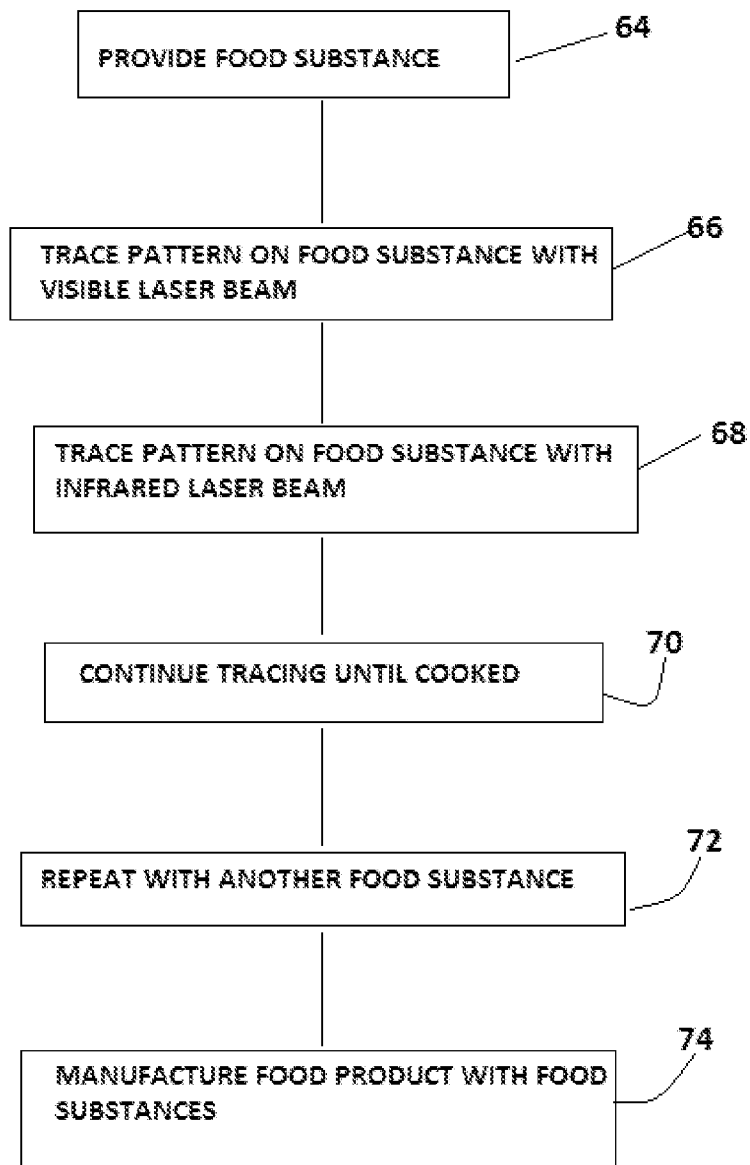 64
PROVIDE FOOD SUBSTANCE
66
TRACE PATTERN ON FOOD SUBSTANCE WITH
VISIBLE LASER BEAM
68
TRACE PATTERN ON FOOD SUBSTANCE WITH
INFRARED LASER BEAM
70
CONTINUE TRACING UNTIL COOKED
72
REPEAT WITH ANOTHER FOOD SUBSTANCE
74
MANUFACTURE FOOD PRODUCT WITH FOOD
SUBSTANCES